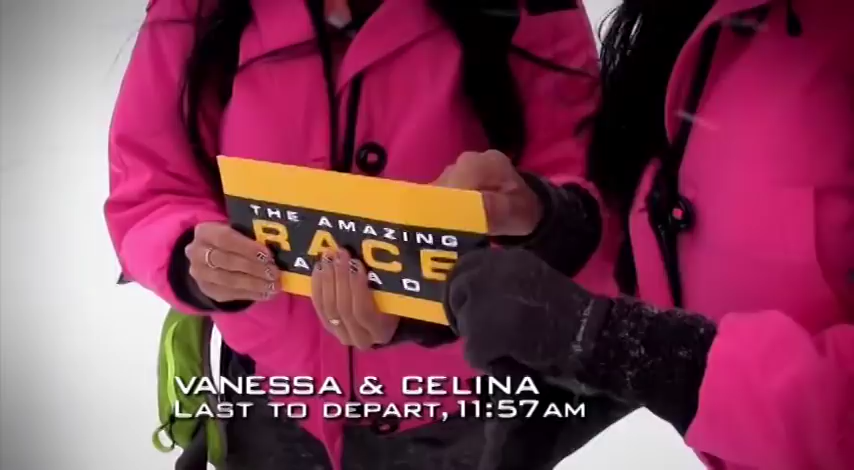 THE AMAZING
RACE
VANESSA & CELINA
LAST TO DEPART, 11:57AM